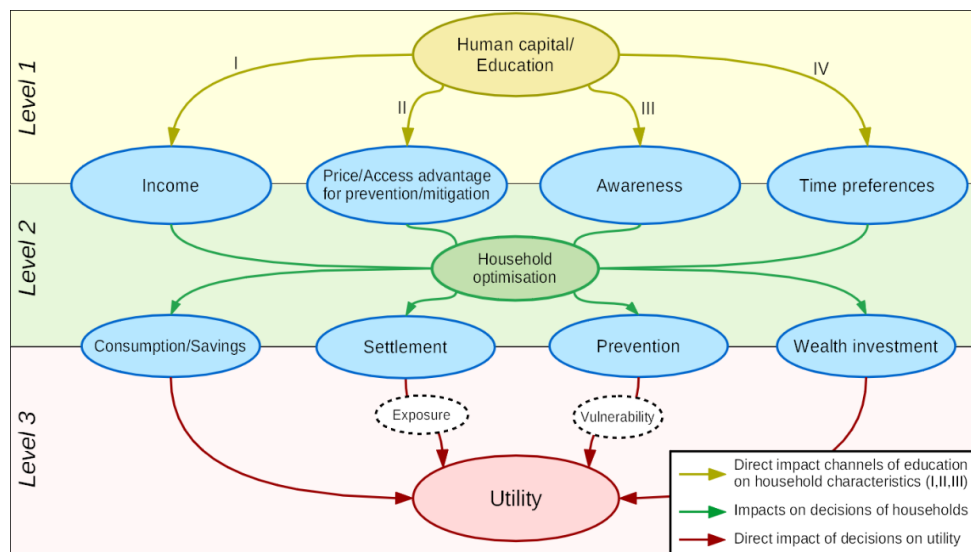 Level 1
Human capital/
Education
I
II
III
IV
Income
Price/Access advantage
for prevention/mitigation
Awareness
Time preferences
Level 2
Household
optimisation
Consumption/Savings
Settlement
Prevention
Wealth investment
Level 3
Exposure
Vulnerability
Utility
Direct impact channels of education
on household characteristics (I,II,III)
Impacts on decisions of households
Direct impact of decisions on utility